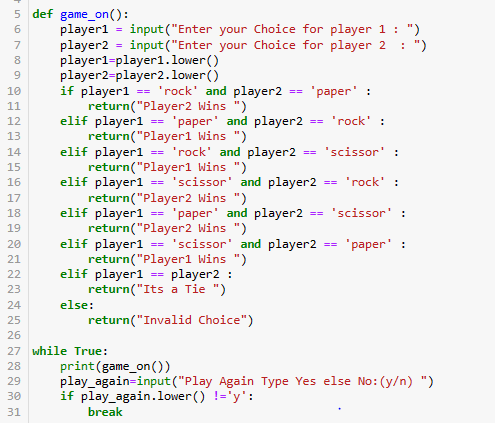 5 def game_on():
6     player1 = input("Enter your Choice for player 1 : ")
7     player2 = input("Enter your Choice for player 2  : ")
8     player1=player1.lower()
9     player2=player2.lower()
10     if player1 == 'rock' and player2 == 'paper' :
11         return("Player2 Wins ")
12     elif player1 == 'paper' and player2 == 'rock' :
13         return("Player1 Wins ")
14     elif player1 == 'rock' and player2 == 'scissor' :
15         return("Player1 Wins ")
16     elif player1 == 'scissor' and player2 == 'rock' :
17         return("Player2 Wins ")
18     elif player1 == 'paper' and player2 == 'scissor' :
19         return("Player2 Wins ")
20     elif player1 == 'scissor' and player2 == 'paper' :
21         return("Player1 Wins ")
22     elif player1 == player2 :
23         return("Its a Tie ")
24     else:
25         return("Invalid Choice")
26
27 while True:
28     print(game_on())
29     play_again=input("Play Again Type Yes else No:(y/n) ")
30     if play_again.lower() !='y':
31         break